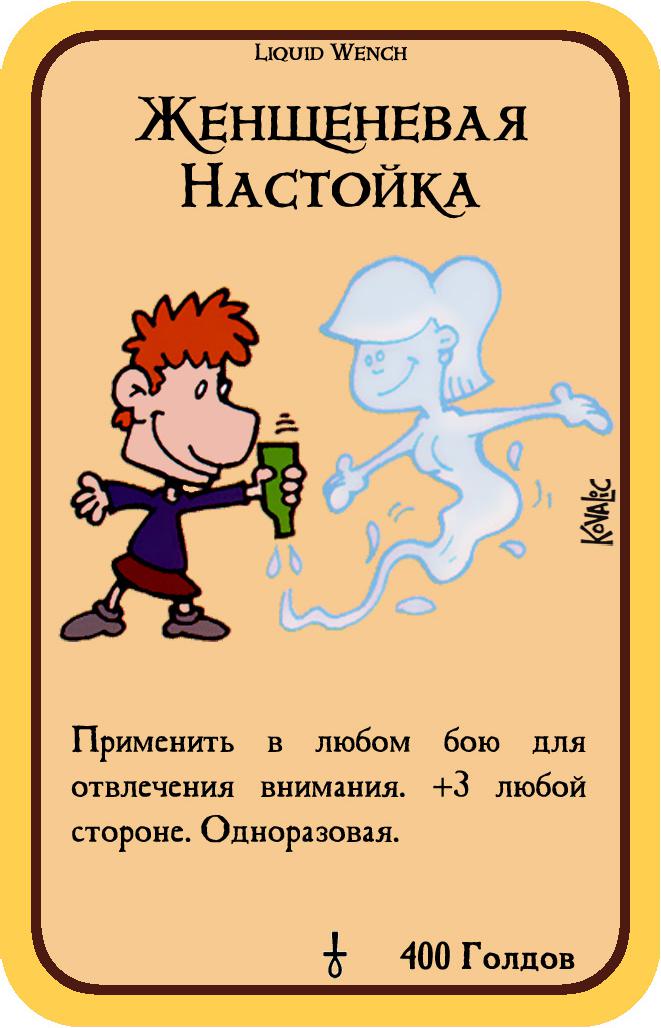 Liquid Wench
Женщеневая
Настойка
Kovalic
Применить в любом бою для
отвлечения внимания. +3 любой
стороне. Одноразовая.
400 Голдов